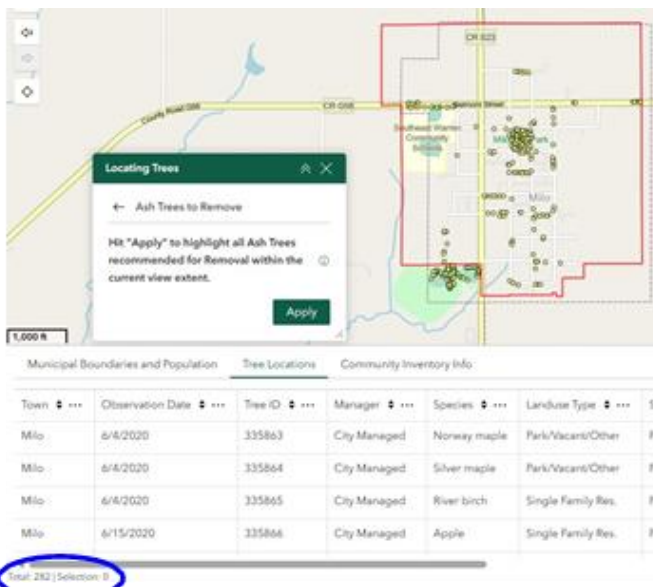 CR G23
County Road G58
CR G58
Belmont Street
Southeast Warren
Community
Schools
Park
Milo
Locating Trees
← Ash Trees to Remove
Hit "Apply" to highlight all Ash Trees
recommended for Removal within the
current view extent.
Apply
1,000 ft
Municipal Boundaries and Population Tree Locations Community Inventory Info
Town Observation Date Tree ID Manager Species Landuse Type
Milo 6/4/2020 335863 City Managed Norway maple Park/Vacant/Other
Milo 6/4/2020 335864 City Managed Silver maple Park/Vacant/Other
Milo 6/4/2020 335865 City Managed River birch Single Family Res.
Milo 6/15/2020 335866 City Managed Apple Single Family Res.
Total: 282 | Selection: 0